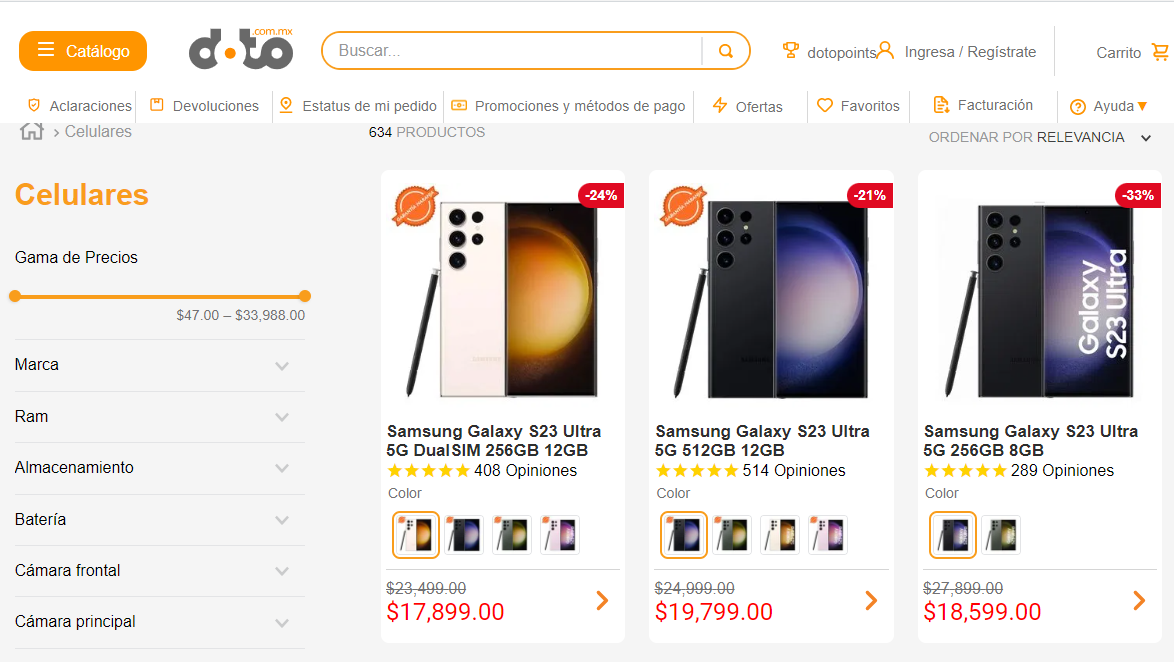 Catálogo
doto
.com.mx
Buscar...
dotopoints
Ingresa / Regístrate
Carrito
Aclaraciones
Devoluciones
Estatus de mi pedido
Promociones y métodos de pago
Ofertas
Favoritos
Facturación
Ayuda
Celulares
634 PRODUCTOS
ORDENAR POR RELEVANCIA
Celulares
Gama de Precios
$47.00 – $33,988.00
Marca
Ram
Almacenamiento
Batería
Cámara frontal
Cámara principal
-24%
Samsung Galaxy S23 Ultra
5G DualSIM 256GB 12GB
408 Opiniones
Color
$23,499.00
$17,899.00
-21%
Samsung Galaxy S23 Ultra
5G 512GB 12GB
514 Opiniones
Color
$24,999.00
$19,799.00
-33%
Galaxy
S23 Ultra
Samsung Galaxy S23 Ultra
5G 256GB 8GB
289 Opiniones
Color
$27,899.00
$18,599.00